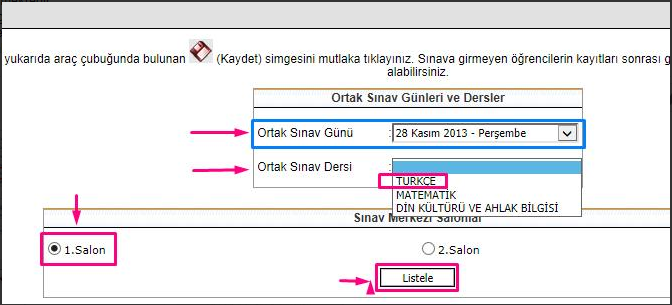 yukarıda araç çubuğunda bulunan (Kaydet) simgesini mutlaka tıklayınız. Sınava girmeyen öğrencilerin kayıtları sonrası g
alabilirsiniz.
Ortak Sınav Günleri ve Dersler
Ortak Sınav Günü : 28 Kasım 2013 - Perşembe
Ortak Sınav Dersi :
TÜRKÇE
MATEMATİK
DİN KÜLTÜRÜ VE AHLAK BİLGİSİ
Sınav Merkezi Salonları
1.Salon 2.Salon
Listele